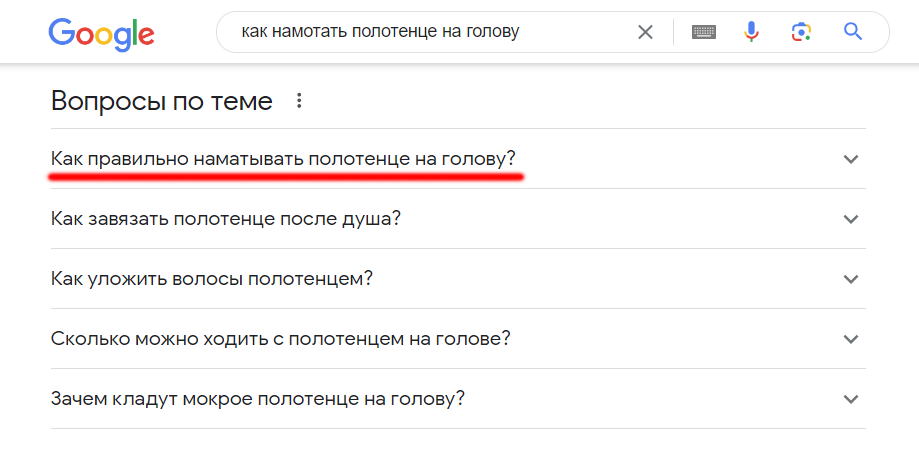 Google как намотать полотенце на голову
Вопросы по теме
Как правильно наматывать полотенце на голову?
Как завязать полотенце после душа?
Как уложить волосы полотенцем?
Сколько можно ходить с полотенцем на голове?
Зачем кладут мокрое полотенце на голову?